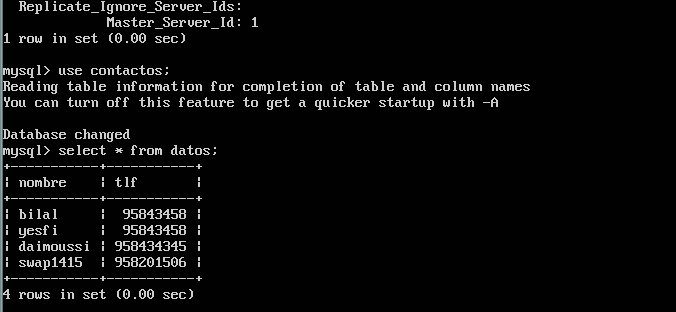 Replicate_Ignore_Server_Ids:
Master_Server_Id: 1
1 row in set (0.00 sec)
mysql> use contactos;
Reading table information for completion of table and column names
You can turn off this feature to get a quicker startup with -A
Database changed
mysql> select * from datos;
+-----------+-----------+
| nombre    | tlf       |
+-----------+-----------+
| bilal     |  95843458 |
| yesfi     |  95843458 |
| daimoussi | 958434345 |
| swap1415  | 958201506 |
+-----------+-----------+
4 rows in set (0.00 sec)